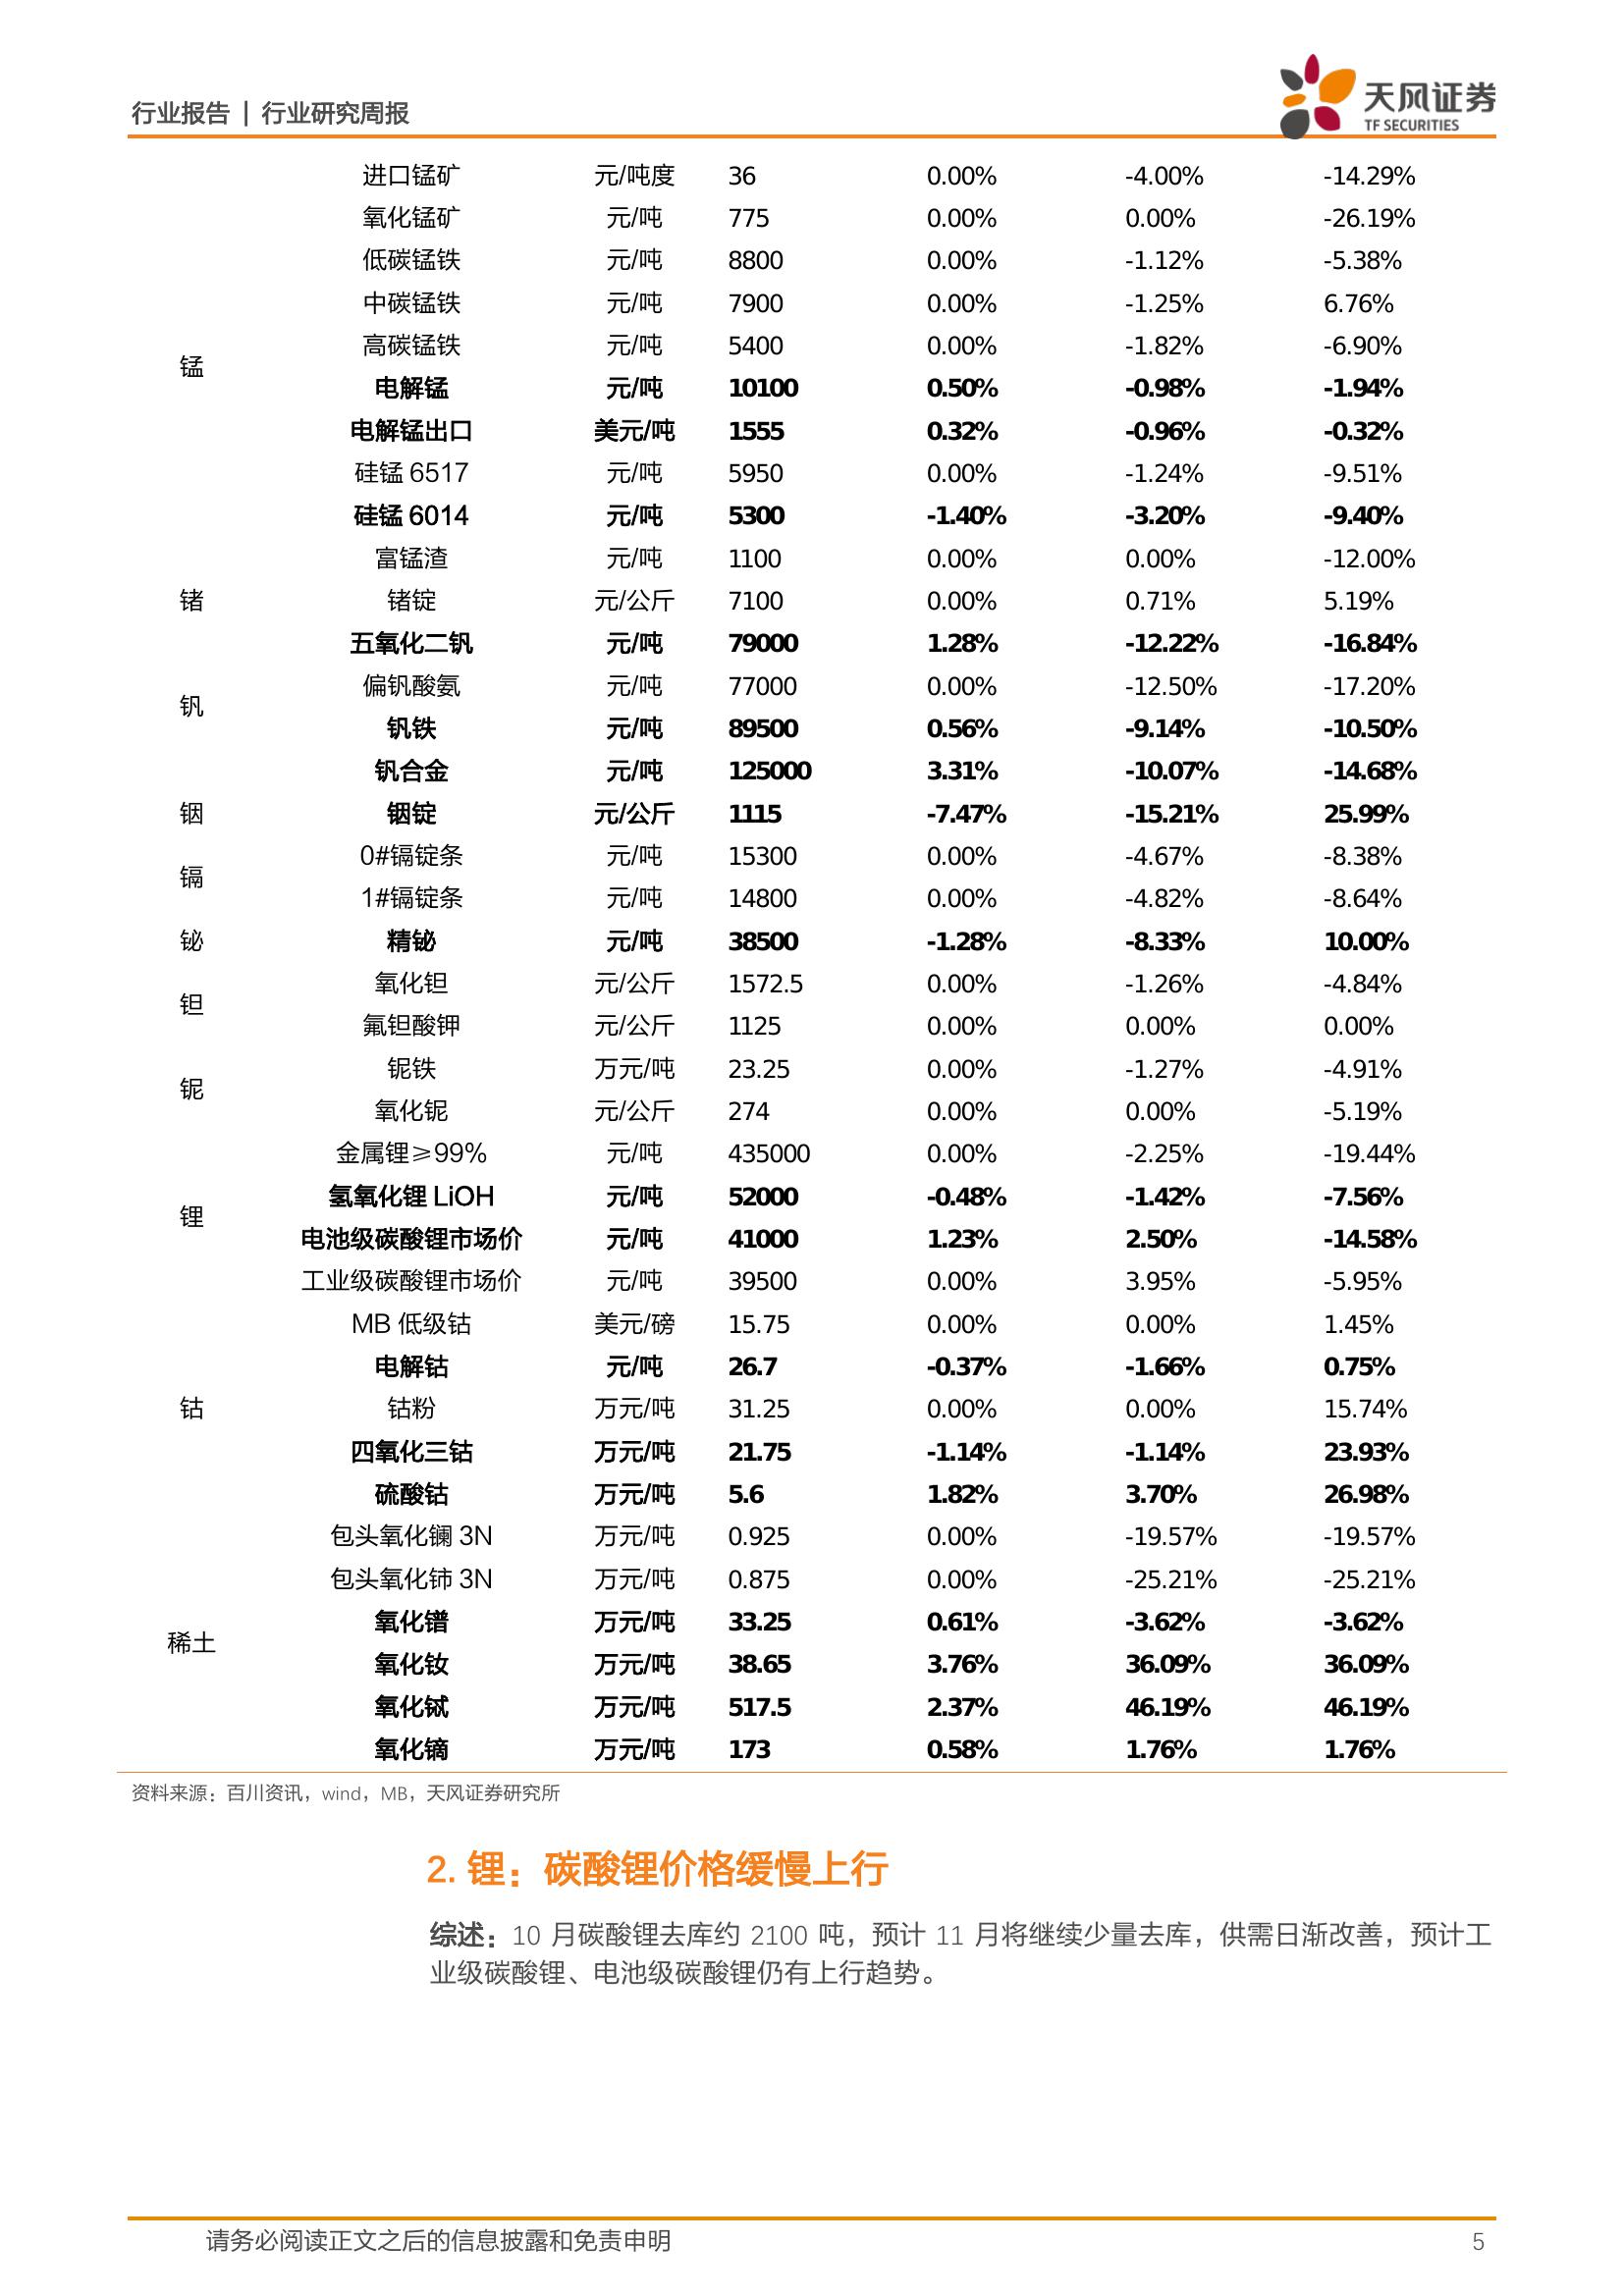 行业报告 | 行业研究周报
天风证券
TF SECURITIES
进口锰矿 元/吨度 36 0.00% -4.00% -14.29%
氧化锰矿 元/吨 775 0.00% 0.00% -26.19%
低碳锰铁 元/吨 8800 0.00% -1.12% -5.38%
中碳锰铁 元/吨 7900 0.00% -1.25% 6.76%
高碳锰铁 元/吨 5400 0.00% -1.82% -6.90%
锰
电解锰 元/吨 10100 0.50% -0.98% -1.94%
电解锰出口 美元/吨 1555 0.32% -0.96% -0.32%
硅锰 6517 元/吨 5950 0.00% -1.24% -9.51%
硅锰 6014 元/吨 5300 -1.40% -3.20% -9.40%
富锰渣 元/吨 1100 0.00% 0.00% -12.00%
锗 锗锭 元/公斤 7100 0.00% 0.71% 5.19%
五氧化二钒 元/吨 79000 1.28% -12.22% -16.84%
偏钒酸氨 元/吨 77000 0.00% -12.50% -17.20%
钒
钒铁 元/吨 89500 0.56% -9.14% -10.50%
钒合金 元/吨 125000 3.31% -10.07% -14.68%
铟 铟锭 元/公斤 1115 -7.47% -15.21% 25.99%
0#镉锭条 元/吨 15300 0.00% -4.67% -8.38%
镉
1#镉锭条 元/吨 14800 0.00% -4.82% -8.64%
铋 精铋 元/吨 38500 -1.28% -8.33% 10.00%
氧化钽 元/公斤 1572.5 0.00% -1.26% -4.84%
钽
氟钽酸钾 元/公斤 1125 0.00% 0.00% 0.00%
铌铁 万元/吨 23.25 0.00% -1.27% -4.91%
铌
氧化铌 元/公斤 274 0.00% 0.00% -5.19%
金属锂≥99% 元/吨 435000 0.00% -2.25% -19.44%
氢氧化锂 LiOH 元/吨 52000 -0.48% -1.42% -7.56%
锂
电池级碳酸锂市场价 元/吨 41000 1.23% 2.50% -14.58%
工业级碳酸锂市场价 元/吨 39500 0.00% 3.95% -5.95%
MB 低级钴 美元/磅 15.75 0.00% 0.00% 1.45%
电解钴 元/吨 26.7 -0.37% -1.66% 0.75%
钴 钴粉 万元/吨 31.25 0.00% 0.00% 15.74%
四氧化三钴 万元/吨 21.75 -1.14% -1.14% 23.93%
硫酸钴 万元/吨 5.6 1.82% 3.70% 26.98%
包头氧化镧 3N 万元/吨 0.925 0.00% -19.57% -19.57%
包头氧化铈 3N 万元/吨 0.875 0.00% -25.21% -25.21%
氧化镨 万元/吨 33.25 0.61% -3.62% -3.62%
稀土
氧化钕 万元/吨 38.65 3.76% 36.09% 36.09%
氧化铽 万元/吨 517.5 2.37% 46.19% 46.19%
氧化镝 万元/吨 173 0.58% 1.76% 1.76%
资料来源：百川资讯，wind，MB，天风证券研究所
2. 锂：碳酸锂价格缓慢上行
综述：10 月碳酸锂去库约 2100 吨，预计 11 月将继续少量去库，供需日渐改善，预计工
业级碳酸锂、电池级碳酸锂仍有上行趋势。
请务必阅读正文之后的信息披露和免责申明 5